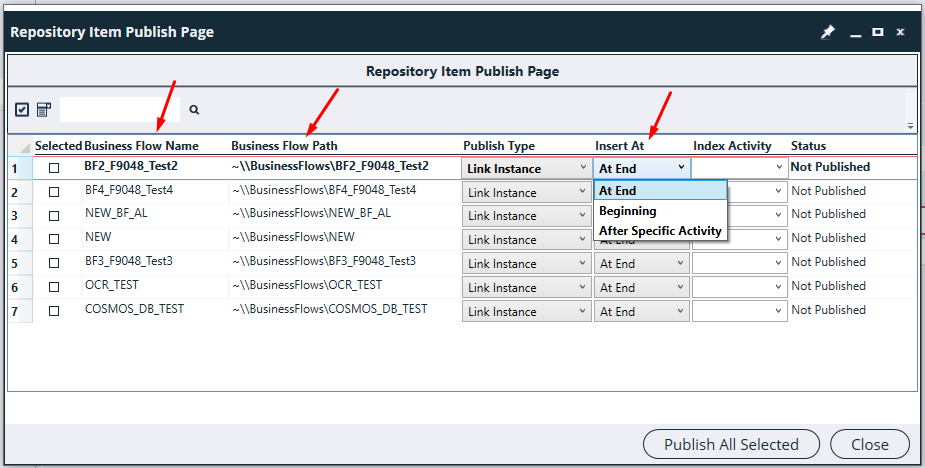 Repository Item Publish Page
Repository Item Publish Page
Selected Business Flow Name Business Flow Path Publish Type Insert At Index Activity Status
1 BF2_F9048_Test2 ~\\BusinessFlows\BF2_F9048_Test2 Link Instance At End Not Published
2 BF4_F9048_Test4 ~\\BusinessFlows\BF4_F9048_Test4 Link Instance At End Not Published
3 NEW_BF_AL ~\\BusinessFlows\NEW_BF_AL Link Instance Beginning Not Published
4 NEW ~\\BusinessFlows\NEW Link Instance After Specific Activity Not Published
5 BF3_F9048_Test3 ~\\BusinessFlows\BF3_F9048_Test3 Link Instance At End Not Published
6 OCR_TEST ~\\BusinessFlows\OCR_TEST Link Instance At End Not Published
7 COSMOS_DB_TEST ~\\BusinessFlows\COSMOS_DB_TEST Link Instance At End Not Published
Publish All Selected Close